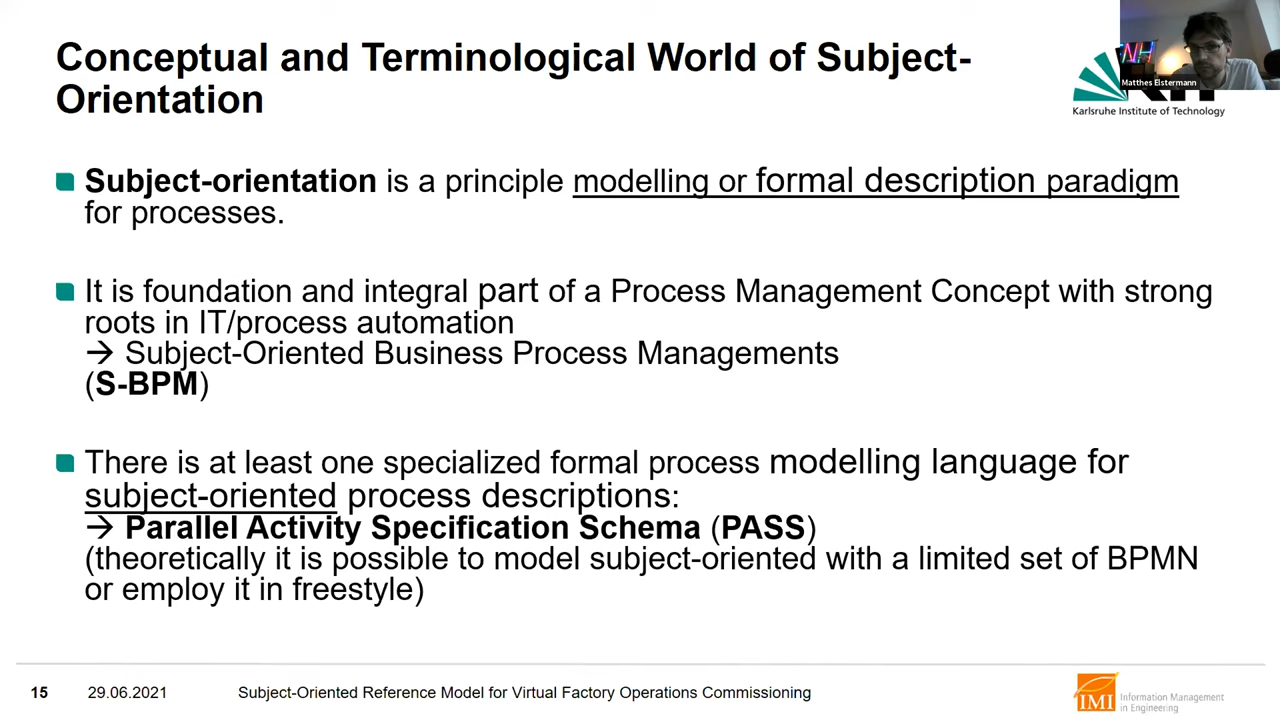 Conceptual and Terminological World of Subject-
Orientation
Matthes Elstermann
Karlsruhe Institute of Technology
Subject-orientation is a principle modelling or formal description paradigm
for processes.
It is foundation and integral part of a Process Management Concept with strong
roots in IT/process automation
→ Subject-Oriented Business Process Managements
(S-BPM)
There is at least one specialized formal process modelling language for
subject-oriented process descriptions:
→ Parallel Activity Specification Schema (PASS)
(theoretically it is possible to model subject-oriented with a limited set of BPMN
or employ it in freestyle)
15 29.06.2021 Subject-Oriented Reference Model for Virtual Factory Operations Commissioning
IMI Information Management
in Engineering